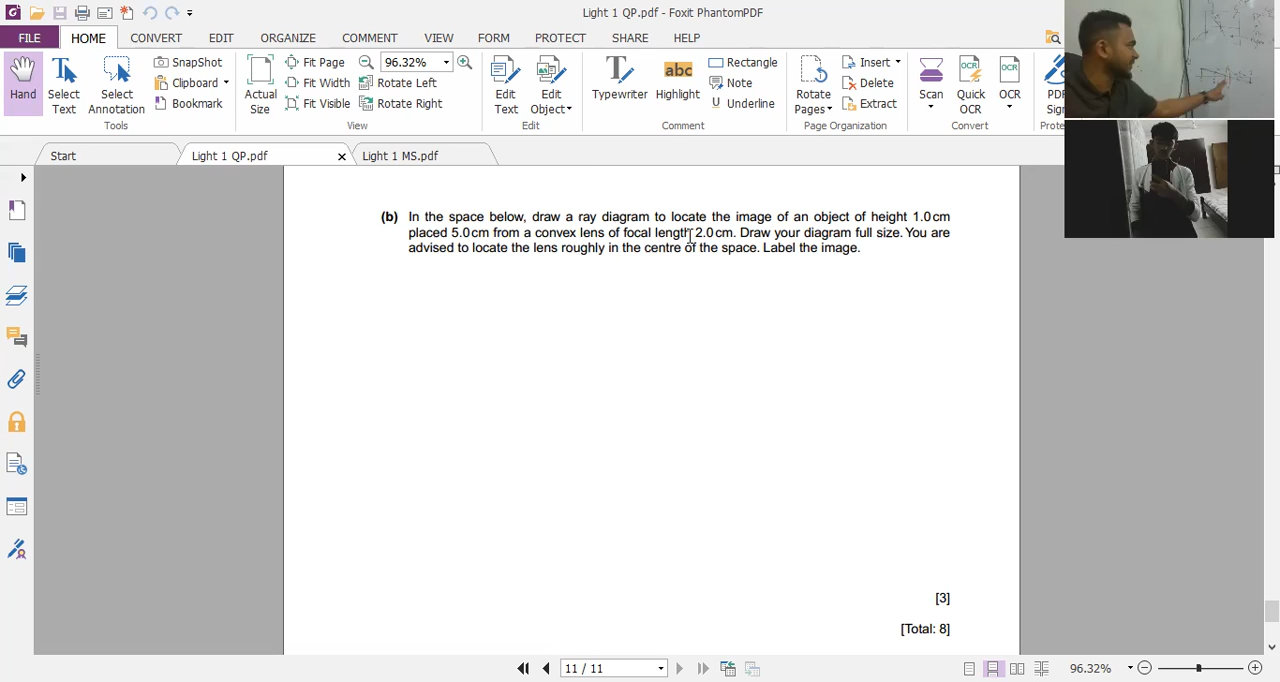 Light 1 QP.pdf - Foxit PhantomPDF
FILE
HOME
CONVERT
EDIT
ORGANIZE
COMMENT
VIEW
FORM
PROTECT
SHARE
HELP
Hand
Select Text
Select Annotation
SnapShot
Clipboard
Bookmark
Tools
Actual Size
Fit Page
Fit Width
Fit Visible
96.32%
Rotate Left
Rotate Right
View
Edit Text
Edit Object
Edit
Typewriter
abc
Highlight
Rectangle
Note
Underline
Comment
Rotate Pages
Insert
Delete
Extract
Page Organization
Scan
OCR
Quick OCR
OCR
OCR
Convert
PDF Sign
Prote
Start
Light 1 QP.pdf
Light 1 MS.pdf
(b) In the space below, draw a ray diagram to locate the image of an object of height 1.0 cm
placed 5.0 cm from a convex lens of focal length 2.0 cm. Draw your diagram full size. You are
advised to locate the lens roughly in the centre of the space. Label the image.
[3]
[Total: 8]
11 / 11
96.32%